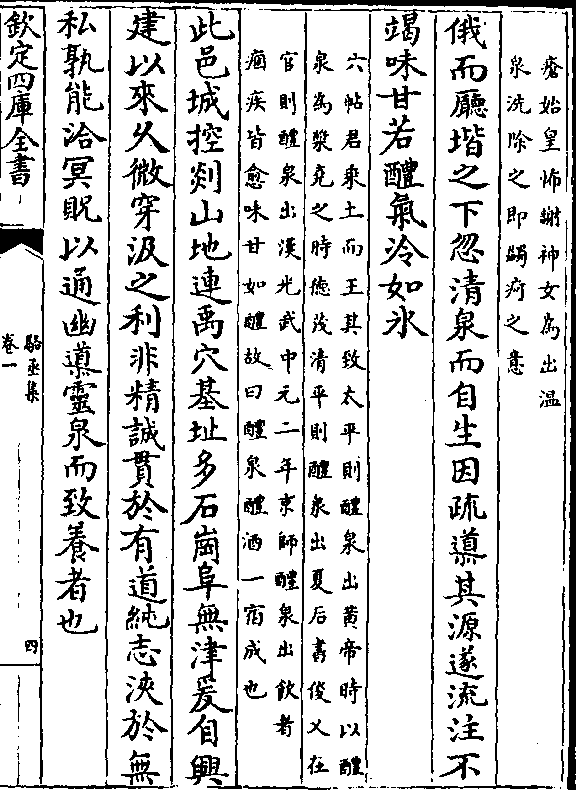 瘡始皇怖謝神女為出温
泉洗除之即蠲疴之意
俄而廳堦之下忽清泉而自生因疏導其源遂流注不
竭味甘若醴氣冷如氷
六帖君乘土而王其致太平則醴泉出黄帝時以醴
泉為漿堯之時德茂清平則醴泉出夏后書俊乂在
官則醴泉出漢光武中元二年京師醴泉出飲者
痼疾皆愈味甘如醴故曰醴泉醴酒一宿成也
此邑城控剡山地連禹穴基址多石崗阜無津爰自興
建以來久微穿汲之利非精誠貫於有道純志浹於無
私孰能洽冥貺以通幽導靈泉而致養者也
欽定四庫全書
駱丞集
卷一
四